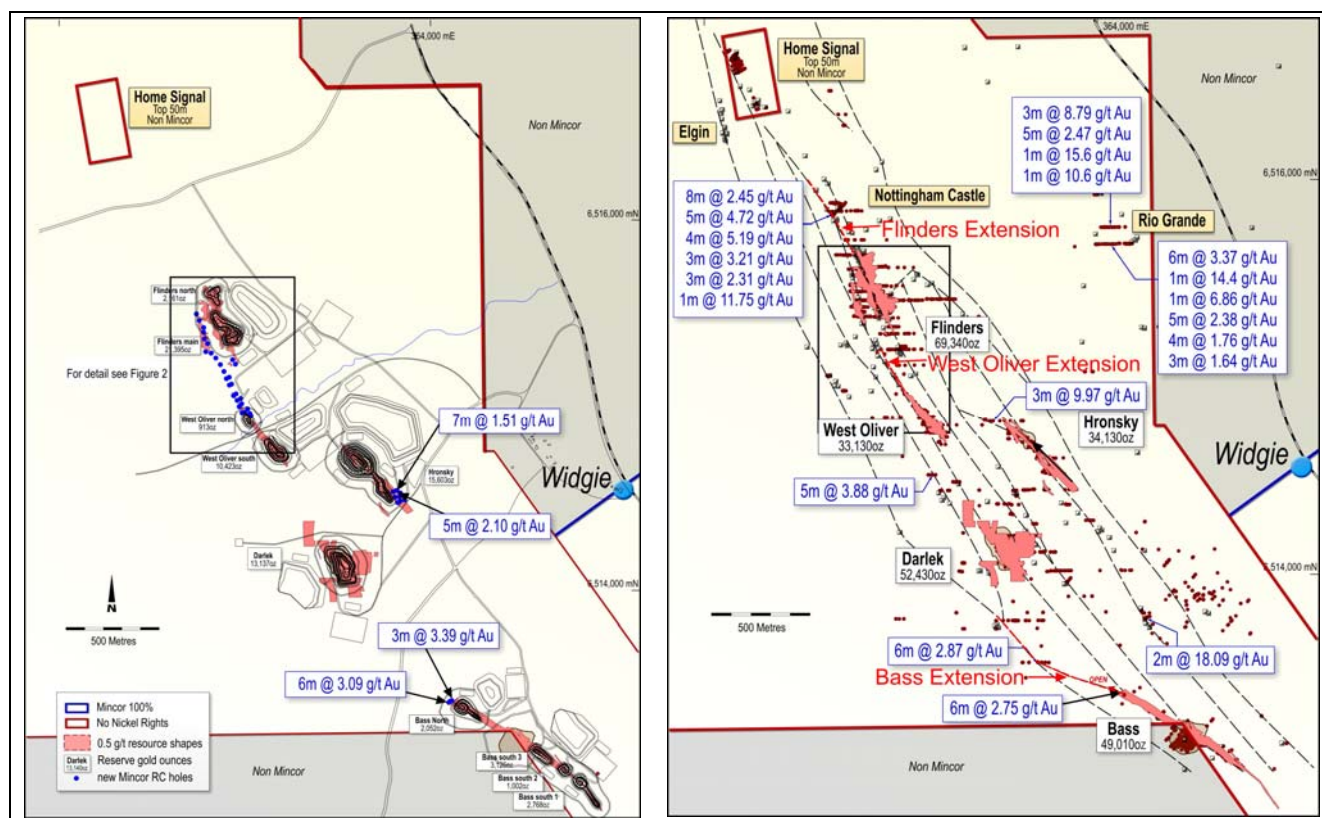 364,000 mE
Home Signal
Top 50m
Non Mincor
Non Mincor
6,516,000 mN
Flinders north
Flinders main
For detail see Figure 2
West Oliver north
913oz
West Oliver south
10,423oz
7m @ 1.51 g/t Au
Hronsky
15,603oz
Widgie
5m @ 2.10 g/t Au
Darlek
13,137oz
N
500 Metres
3m @ 3.39 g/t Au
6m @ 3.09 g/t Au
Bass North
2,052oz
Bass south 3
3,726oz
Bass south 2
1,002oz
Bass south 1
2,768oz
Non Mincor
Mincor 100%
No Nickel Rights
0.5 g/t resource shapes
Darlek
13,140oz
Reserve gold ounces
new Mincor RC holes
364,000 mE
Home Signal
Top 50m
Non Mincor
Non Mincor
Elgin
3m @ 8.79 g/t Au
5m @ 2.47 g/t Au
1m @ 15.6 g/t Au
1m @ 10.6 g/t Au
6,516,000 mN
8m @ 2.45 g/t Au
5m @ 4.72 g/t Au
4m @ 5.19 g/t Au
3m @ 3.21 g/t Au
3m @ 2.31 g/t Au
1m @ 11.75 g/t Au
Nottingham Castle
Flinders Extension
Rio Grande
6m @ 3.37 g/t Au
1m @ 14.4 g/t Au
1m @ 6.86 g/t Au
5m @ 2.38 g/t Au
4m @ 1.76 g/t Au
3m @ 1.64 g/t Au
Flinders
69,340oz
West Oliver Extension
3m @ 9.97 g/t Au
West Oliver
33,130oz
Hronsky
34,130oz
Widgie
5m @ 3.88 g/t Au
Darlek
52,430oz
6,514,000 mN
500 Metres
6m @ 2.87 g/t Au
2m @ 18.09 g/t Au
Bass Extension
OPEN
6m @ 2.75 g/t Au
Bass
49,010oz
Non Mincor